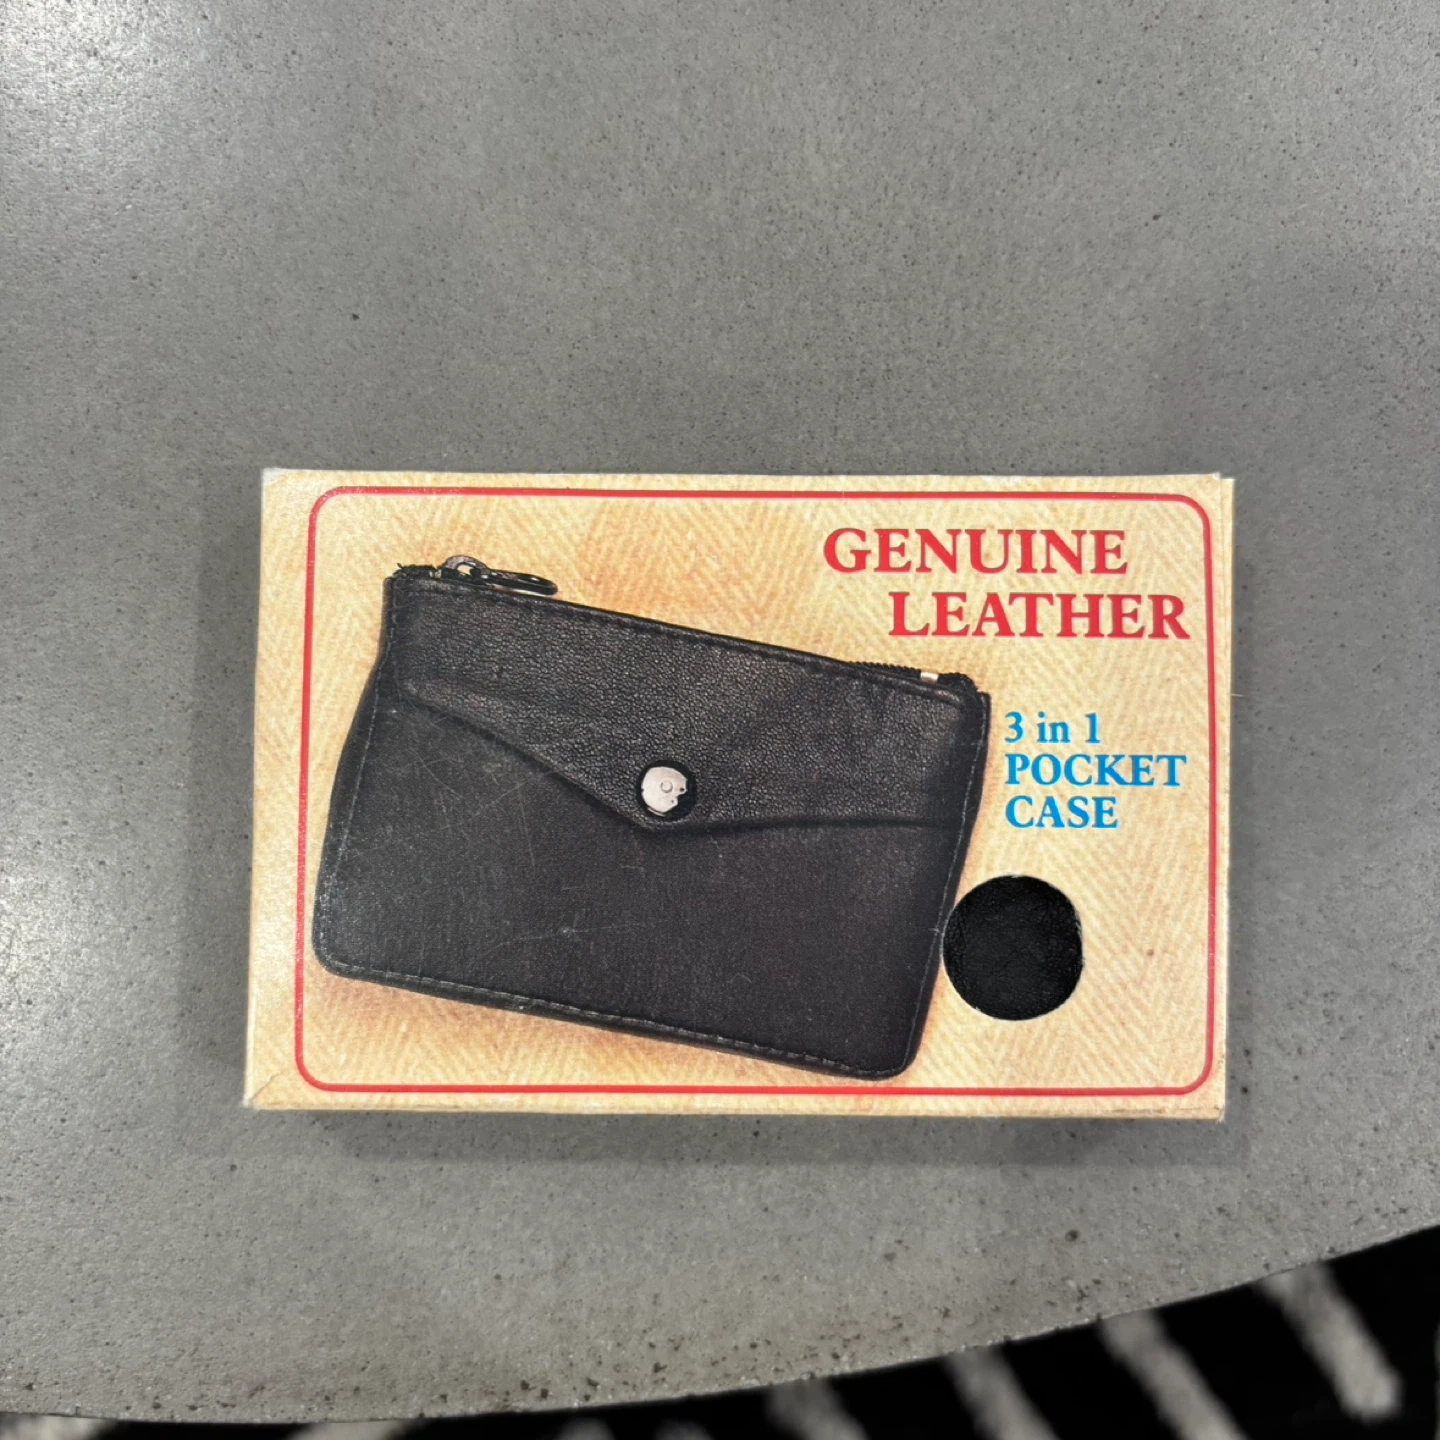 GENUINE
LEATHER
3 in 1
POCKET
CASE